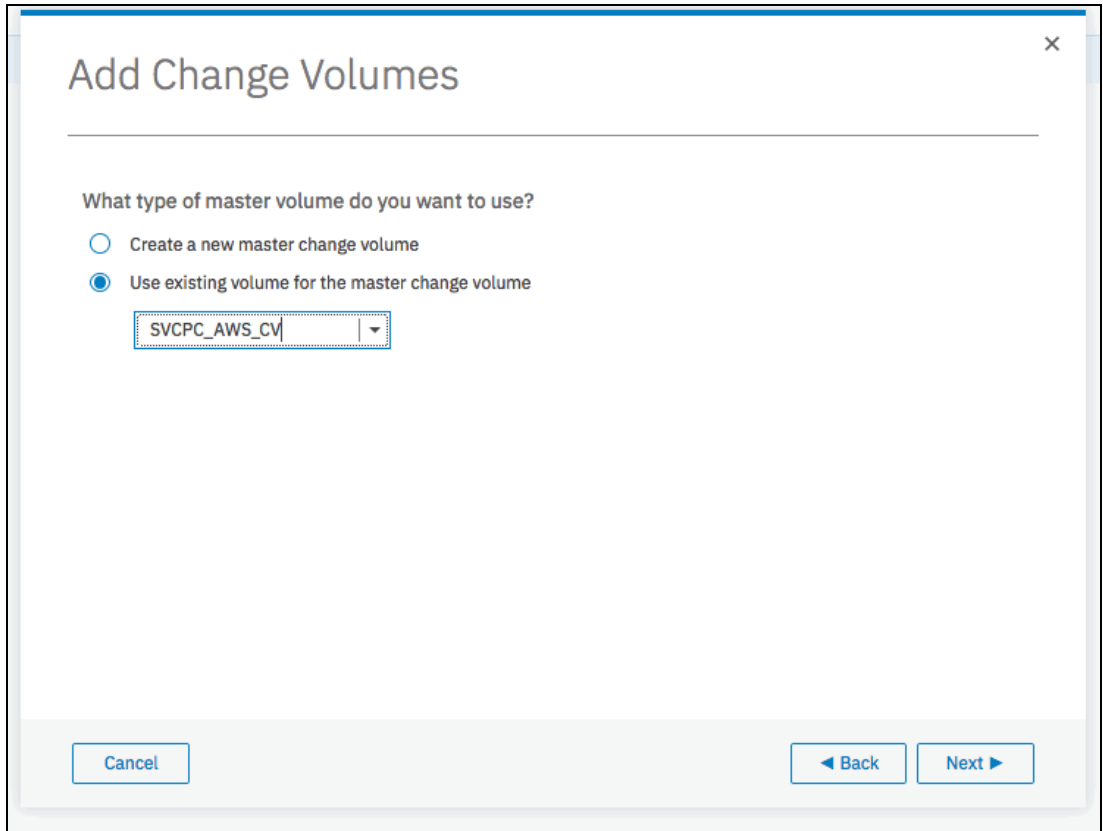 Add Change Volumes
What type of master volume do you want to use?
Create a new master change volume
Use existing volume for the master change volume
SVCPC_AWS_CV
Cancel
Back
Next